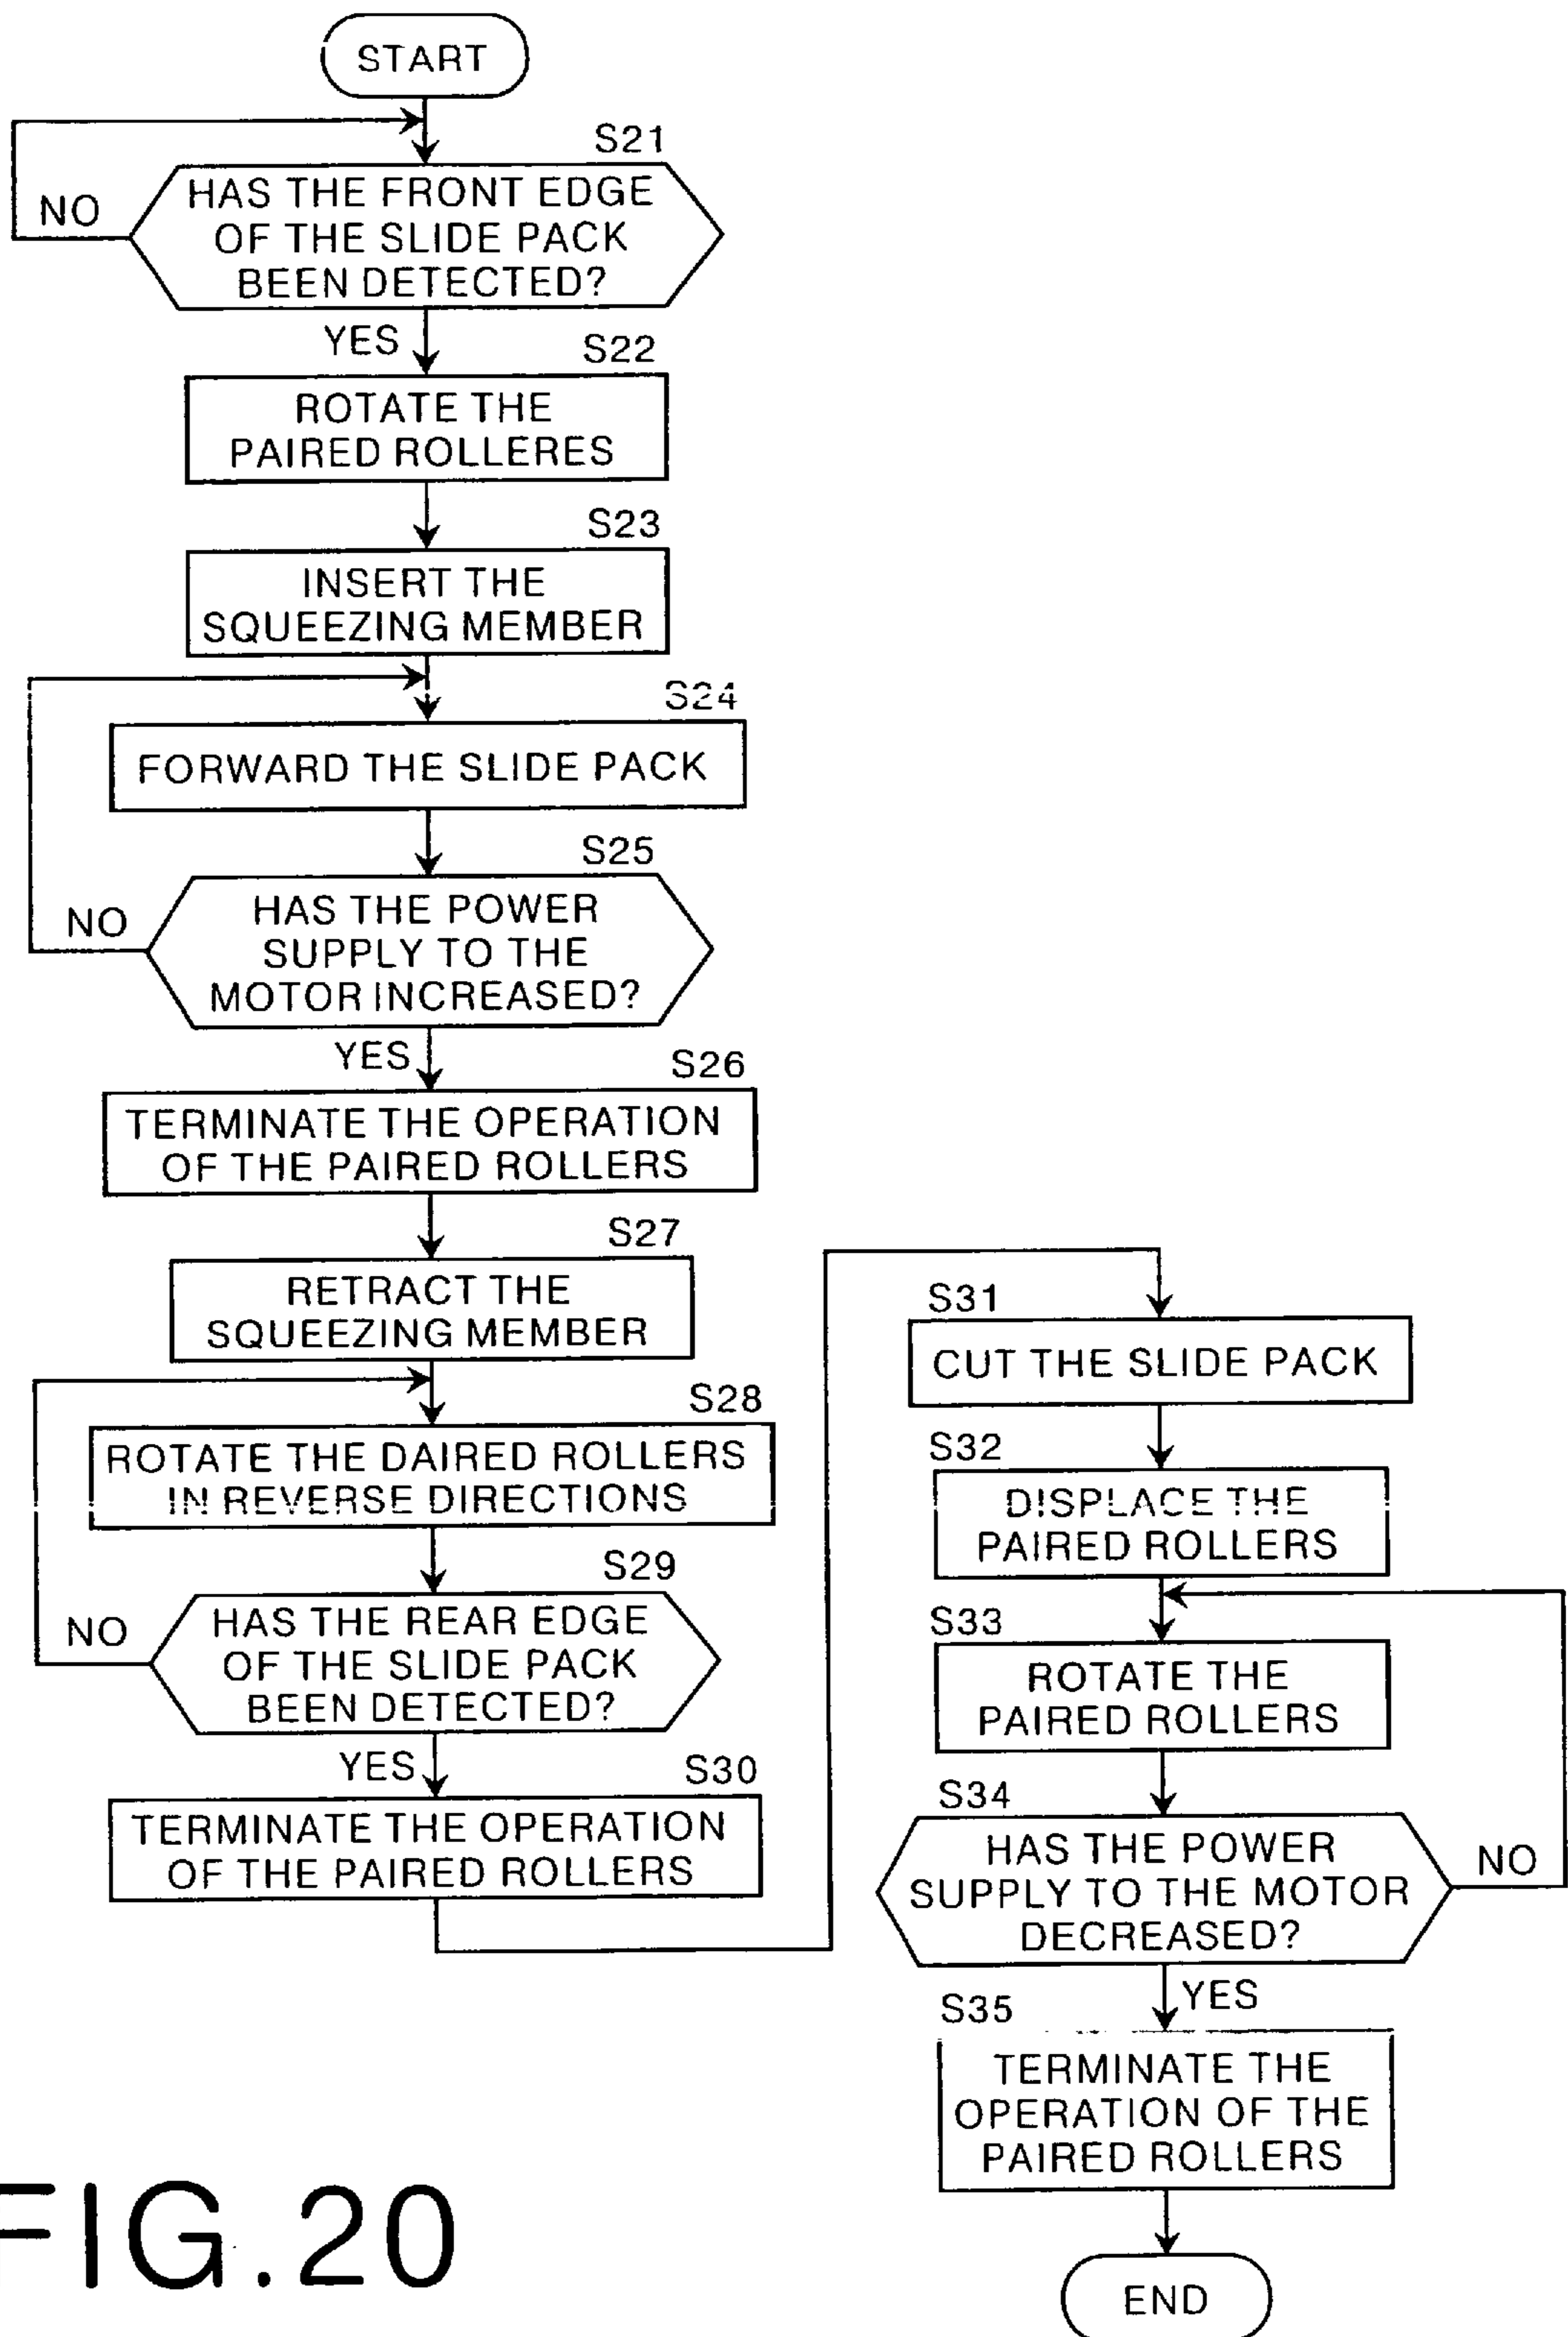 START
S21
HAS THE FRONT EDGE
OF THE SLIDE PACK
BEEN DETECTED?
NO
YES
S22
ROTATE THE
PAIRED ROLLERES
S23
INSERT THE
SQUEEZING MEMBER
S24
FORWARD THE SLIDE PACK
S25
HAS THE POWER
SUPPLY TO THE
MOTOR INCREASED?
NO
YES
S26
TERMINATE THE OPERATION
OF THE PAIRED ROLLERS
S27
RETRACT THE
SQUEEZING MEMBER
S28
ROTATE THE DAIRED ROLLERS
IN REVERSE DIRECTIONS
S29
HAS THE REAR EDGE
OF THE SLIDE PACK
BEEN DETECTED?
NO
YES
S30
TERMINATE THE OPERATION
OF THE PAIRED ROLLERS
S31
CUT THE SLIDE PACK
S32
DISPLACE THE
PAIRED ROLLERS
S33
ROTATE THE
PAIRED ROLLERS
S34
HAS THE POWER
SUPPLY TO THE MOTOR
DECREASED?
NO
YES
S35
TERMINATE THE
OPERATION OF THE
PAIRED ROLLERS
END
FIG.20